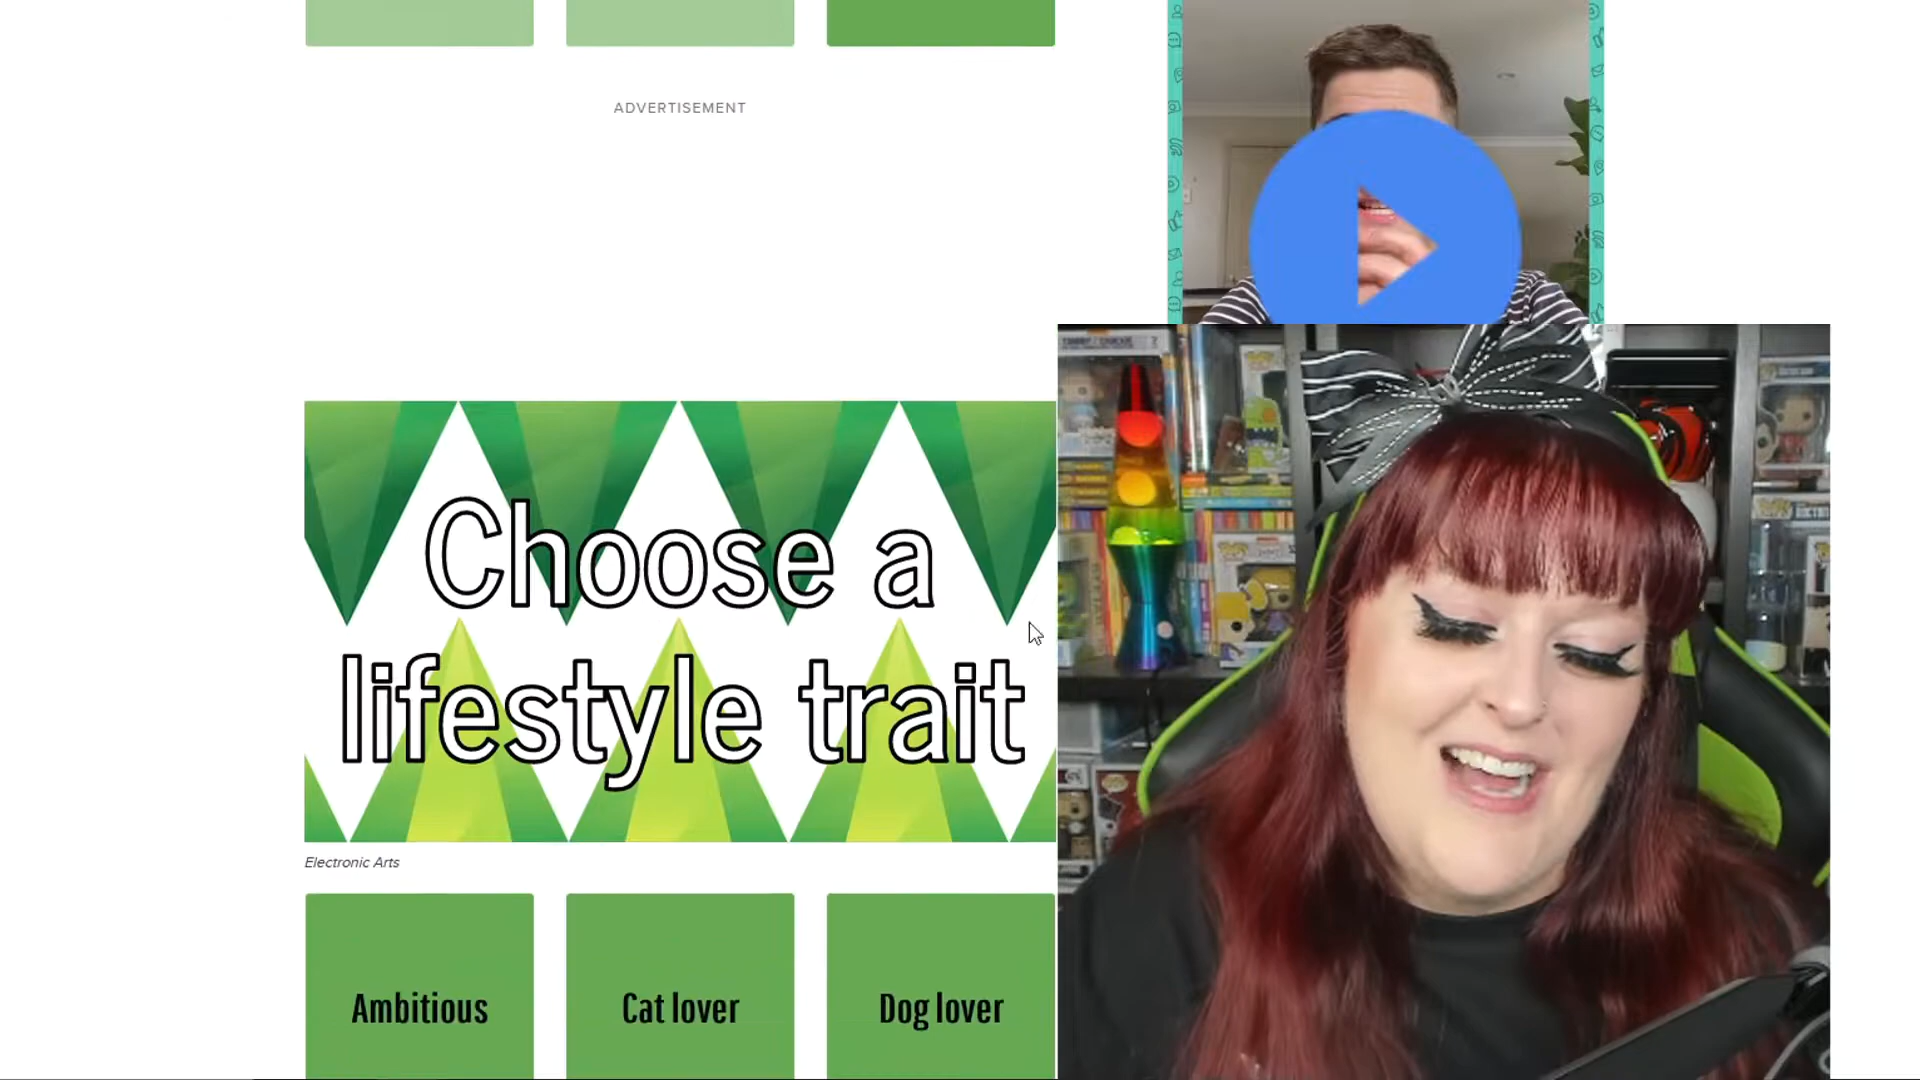 ADVERTISEMENT
Choose a
lifestyle trait
Electronic Arts
Ambitious
Cat lover
Dog lover